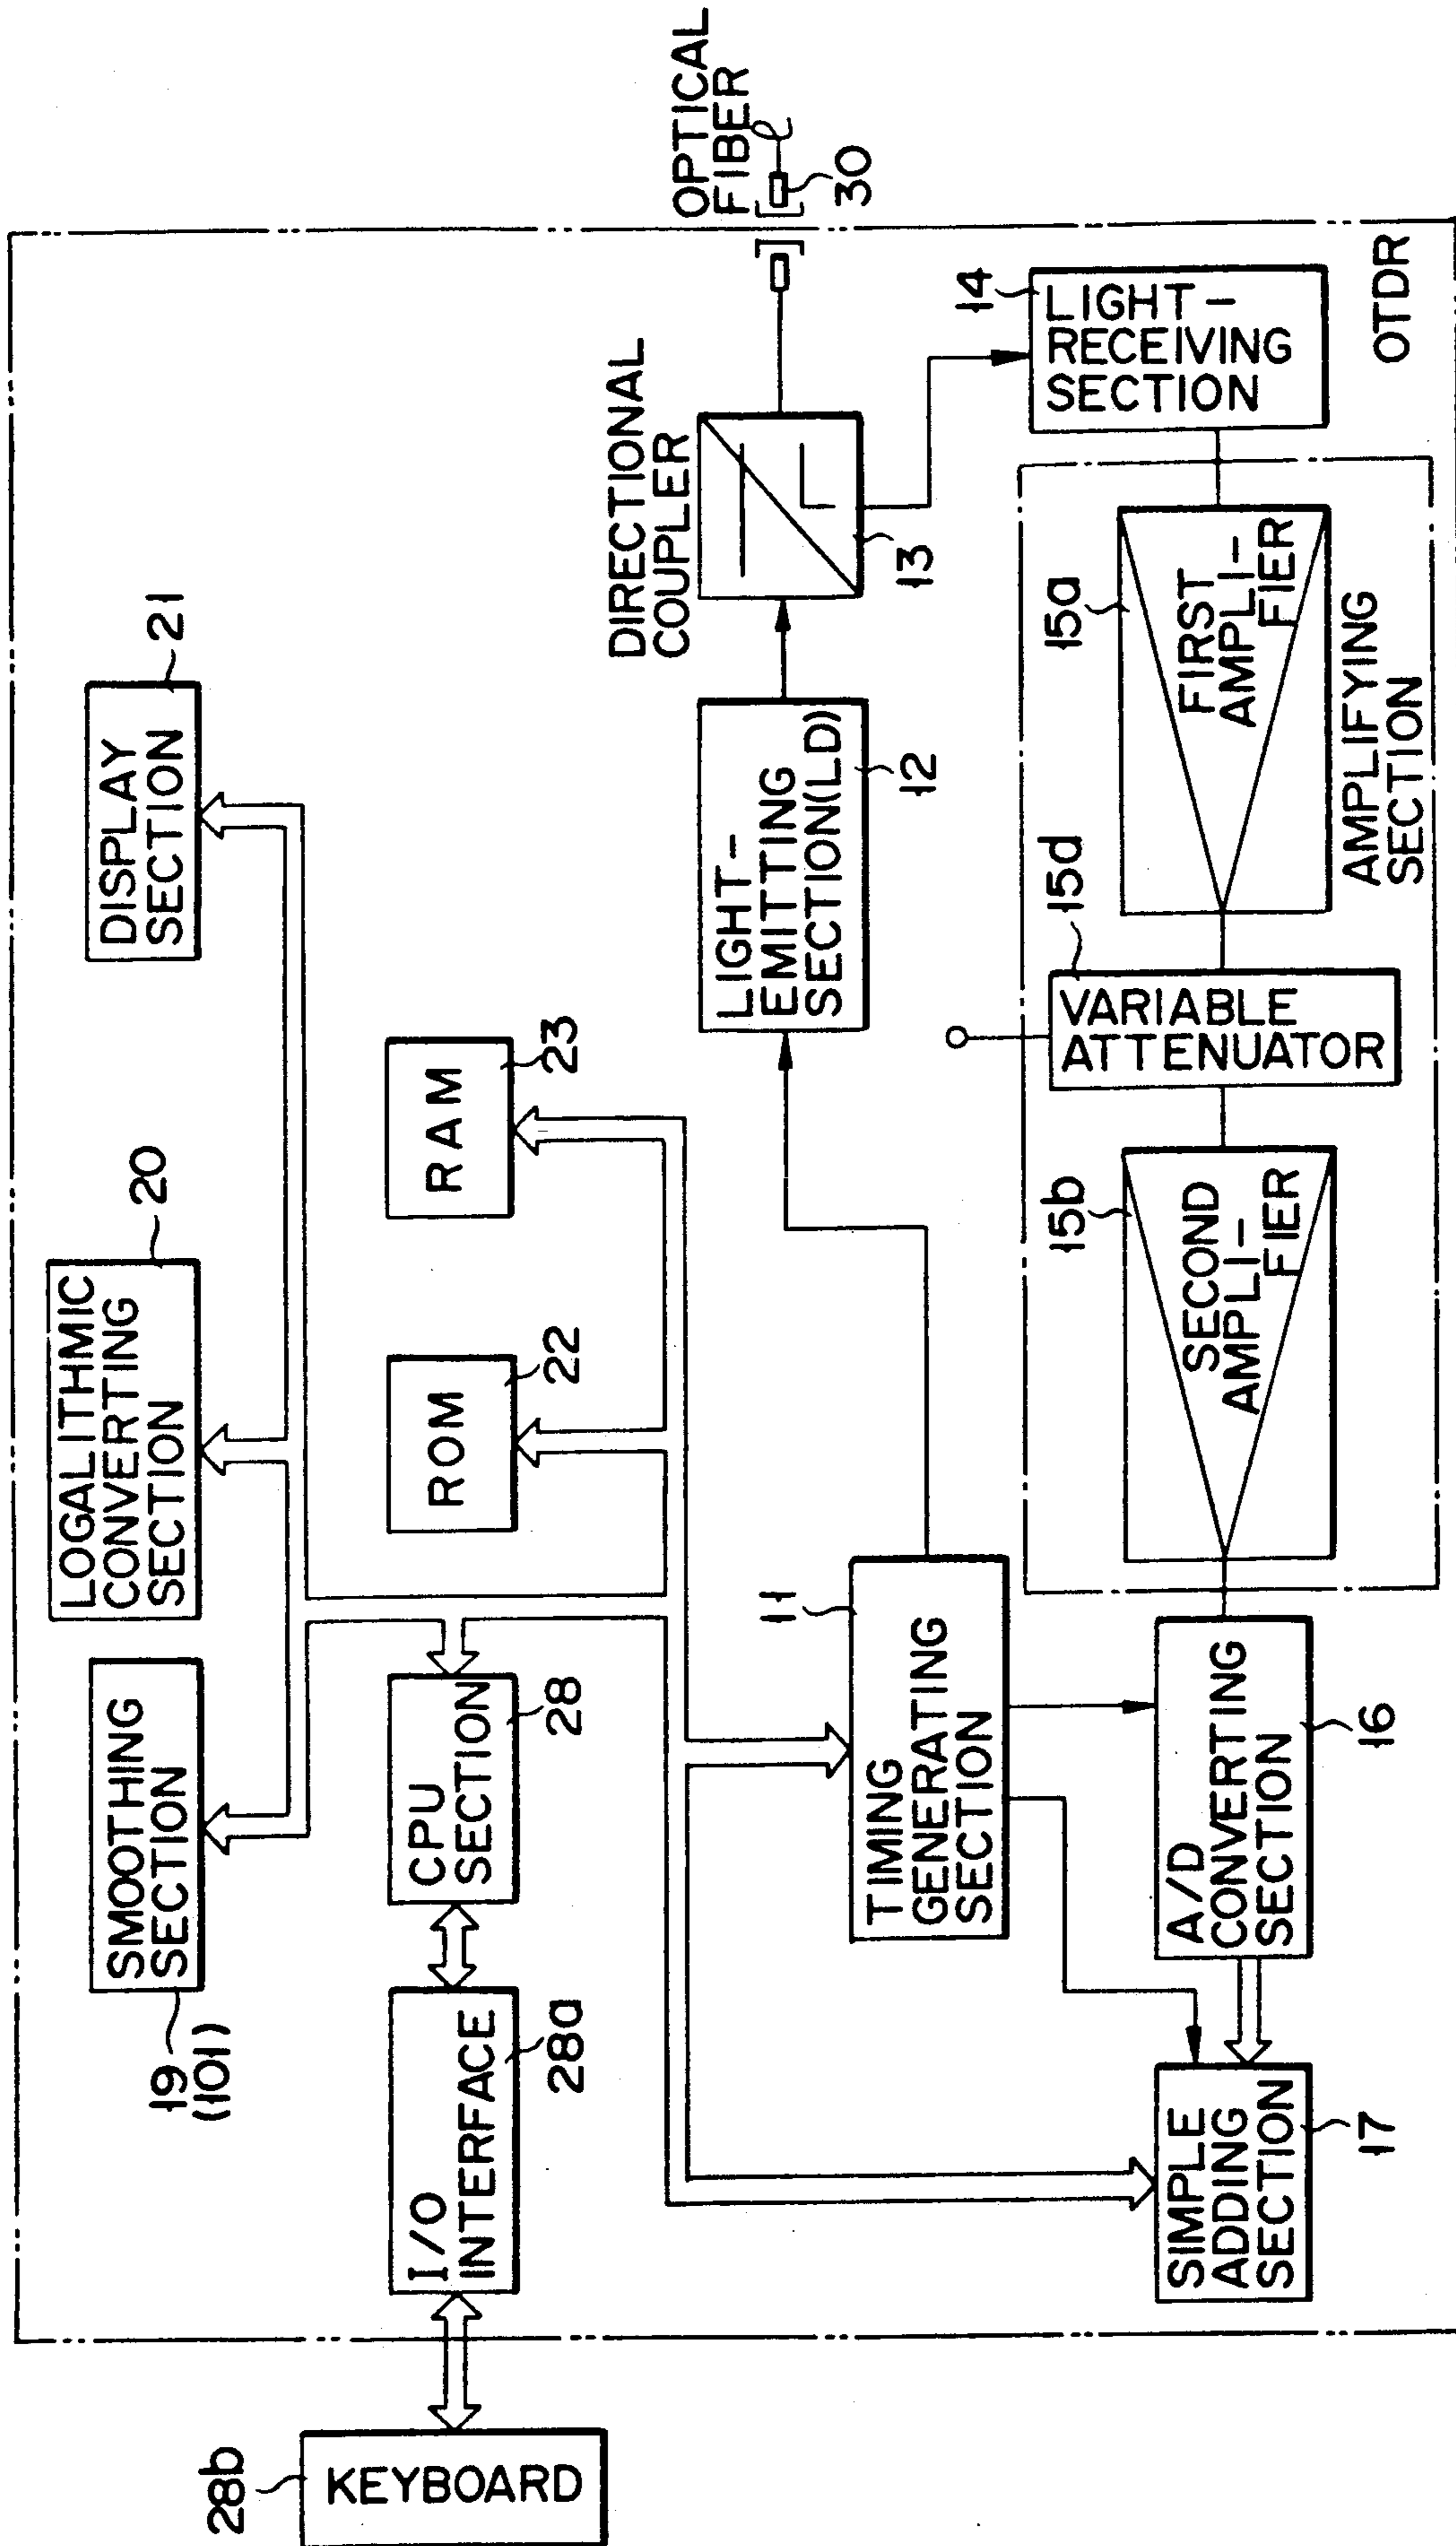 19
(101)
SMOOTHING
SECTION
LOGALITHMIC
CONVERTING
SECTION
20
DISPLAY
SECTION
21
28b
KEYBOARD
I/O
INTERFACE
28a
CPU
SECTION
28
ROM
22
RAM
23
TIMING
GENERATING
SECTION
11
LIGHT-
EMITTING
SECTION(LD)
12
DIRECTIONAL
COUPLER
13
OPTICAL
FIBER
30
SIMPLE
ADDING
SECTION
17
A/D
CONVERTING
SECTION
16
15b
SECOND
AMPLI-
FIER
15d
VARIABLE
ATTENUATOR
15a
FIRST
AMPLI-
FIER
AMPLIFYING
SECTION
14
LIGHT-
RECEIVING
SECTION
OTDR